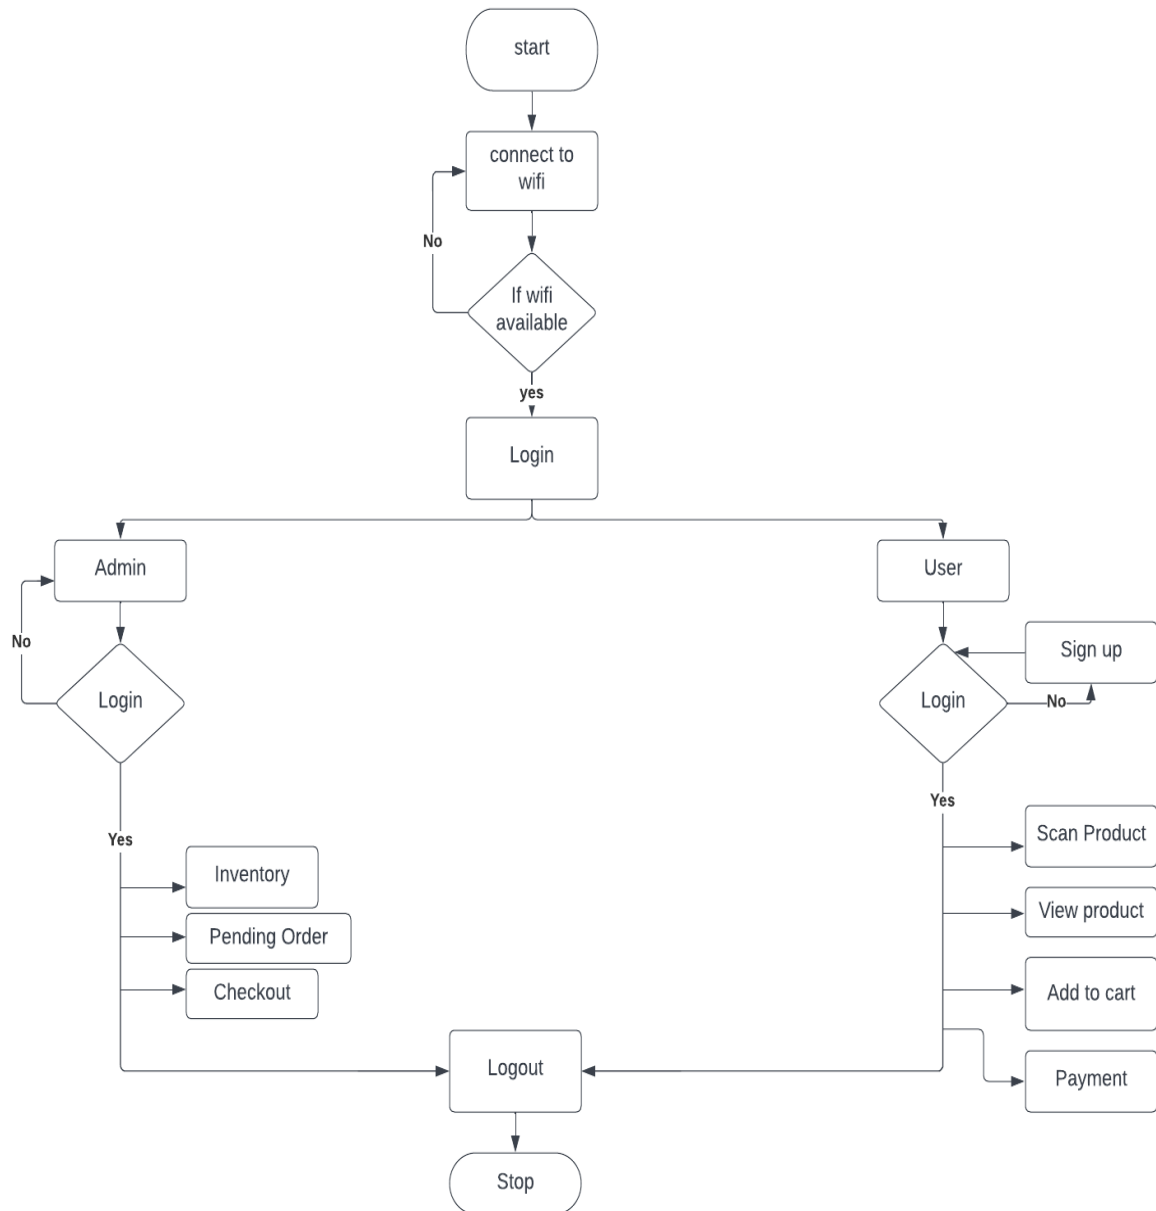 start
connect to
wifi
No
If wifi
available
yes
Login
Admin
User
No
Sign up
Login
Login
No
Yes
Yes
Scan Product
Inventory
View product
Pending Order
Checkout
Add to cart
Logout
Payment
Stop